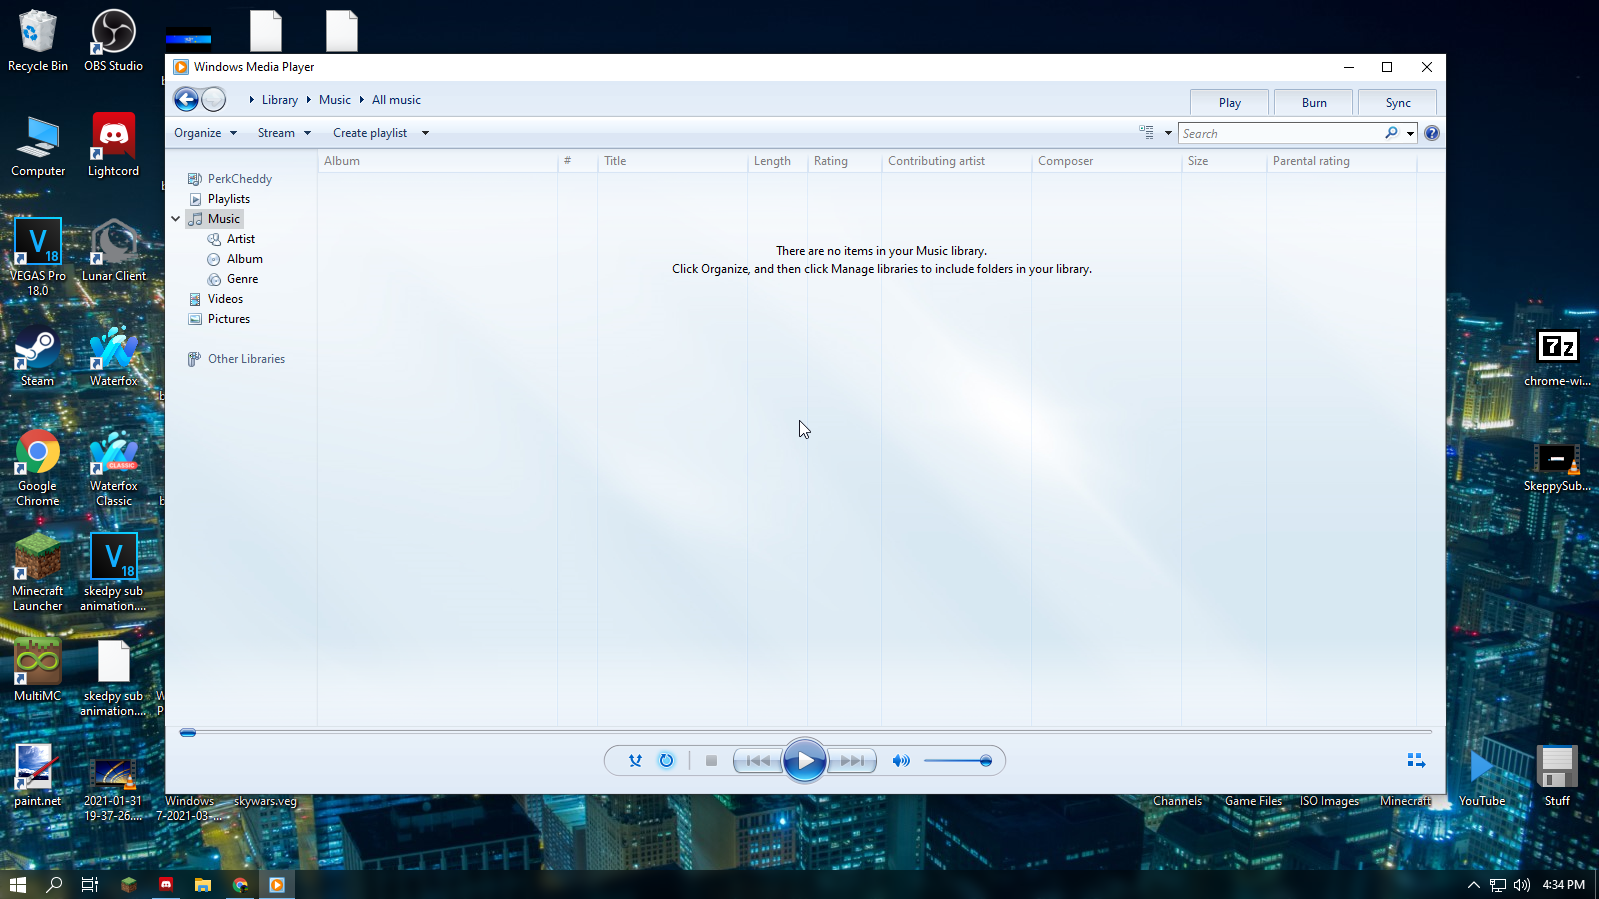 Recycle Bin
OBS Studio
Computer
Lightcord
VEGAS Pro
18.0
Lunar Client
Steam
Waterfox
Google
Chrome
Waterfox
Classic
Minecraft
Launcher
skedpy sub
animation....
MultiMC
skedpy sub
animation....
paint.net
2021-01-31
19-37-26....
Windows
7-2021-03-...
skywars.veg
Windows Media Player
Library
Music
All music
Play
Burn
Sync
Organize
Stream
Create playlist
Search
Album
#
Title
Length
Rating
Contributing artist
Composer
Size
Parental rating
PerkCheddy
Playlists
Music
Artist
Album
Genre
Videos
Pictures
Other Libraries
There are no items in your Music library.
Click Organize, and then click Manage libraries to include folders in your library.
chrome-wi...
SkeppySub...
Channels
Game Files
ISO Images
Minecraft
YouTube
Stuff
4:34 PM